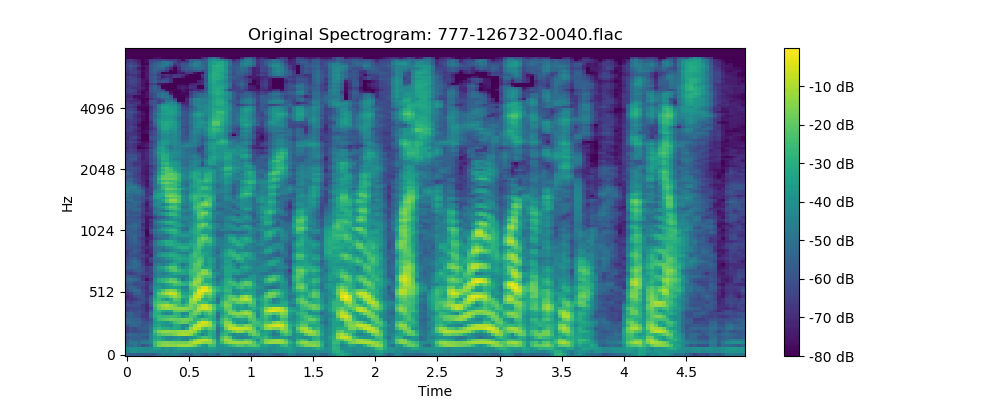 Original Spectrogram: 777-126732-0040.flac
Hz
4096
2048
1024
512
0
0 0.5 1 1.5 2 2.5 3 3.5 4 4.5
Time
-10 dB
-20 dB
-30 dB
-40 dB
-50 dB
-60 dB
-70 dB
-80 dB